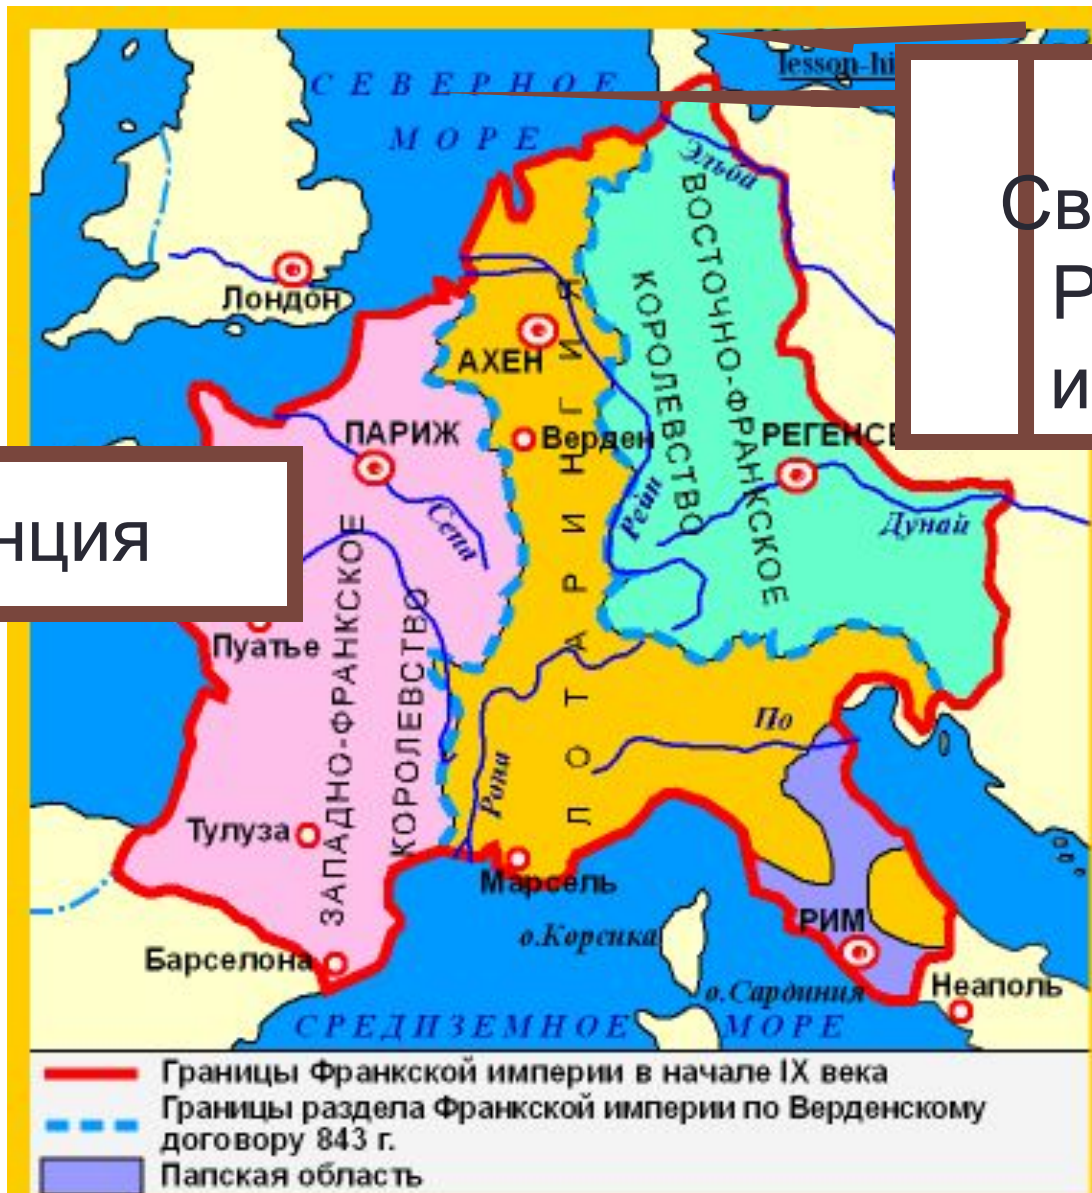 СЕВЕРНОЕ
МОРЕ
lesson-hi
Св
Р
и
Эльба
ВОСТОЧНО-ФРАНКСКОЕ
КОРОЛЕВСТВО
Лондон
АХЕН
ПАРИЖ
Верден
РЕГЕНСБ
нция
Сена
Рейн
Дунай
ЛОТАРИНГИЯ
Пуатье
ЗАПАДНО-ФРАНКСКОЕ
КОРОЛЕВСТВО
По
Рона
Тулуза
Марсель
о.Корсика
РИМ
Барселона
о.Сардиния
Неаполь
СРЕДИЗЕМНОЕ МОРЕ
Границы Франкской империи в начале IX века
Границы раздела Франкской империи по Верденскому
договору 843 г.
Папская область